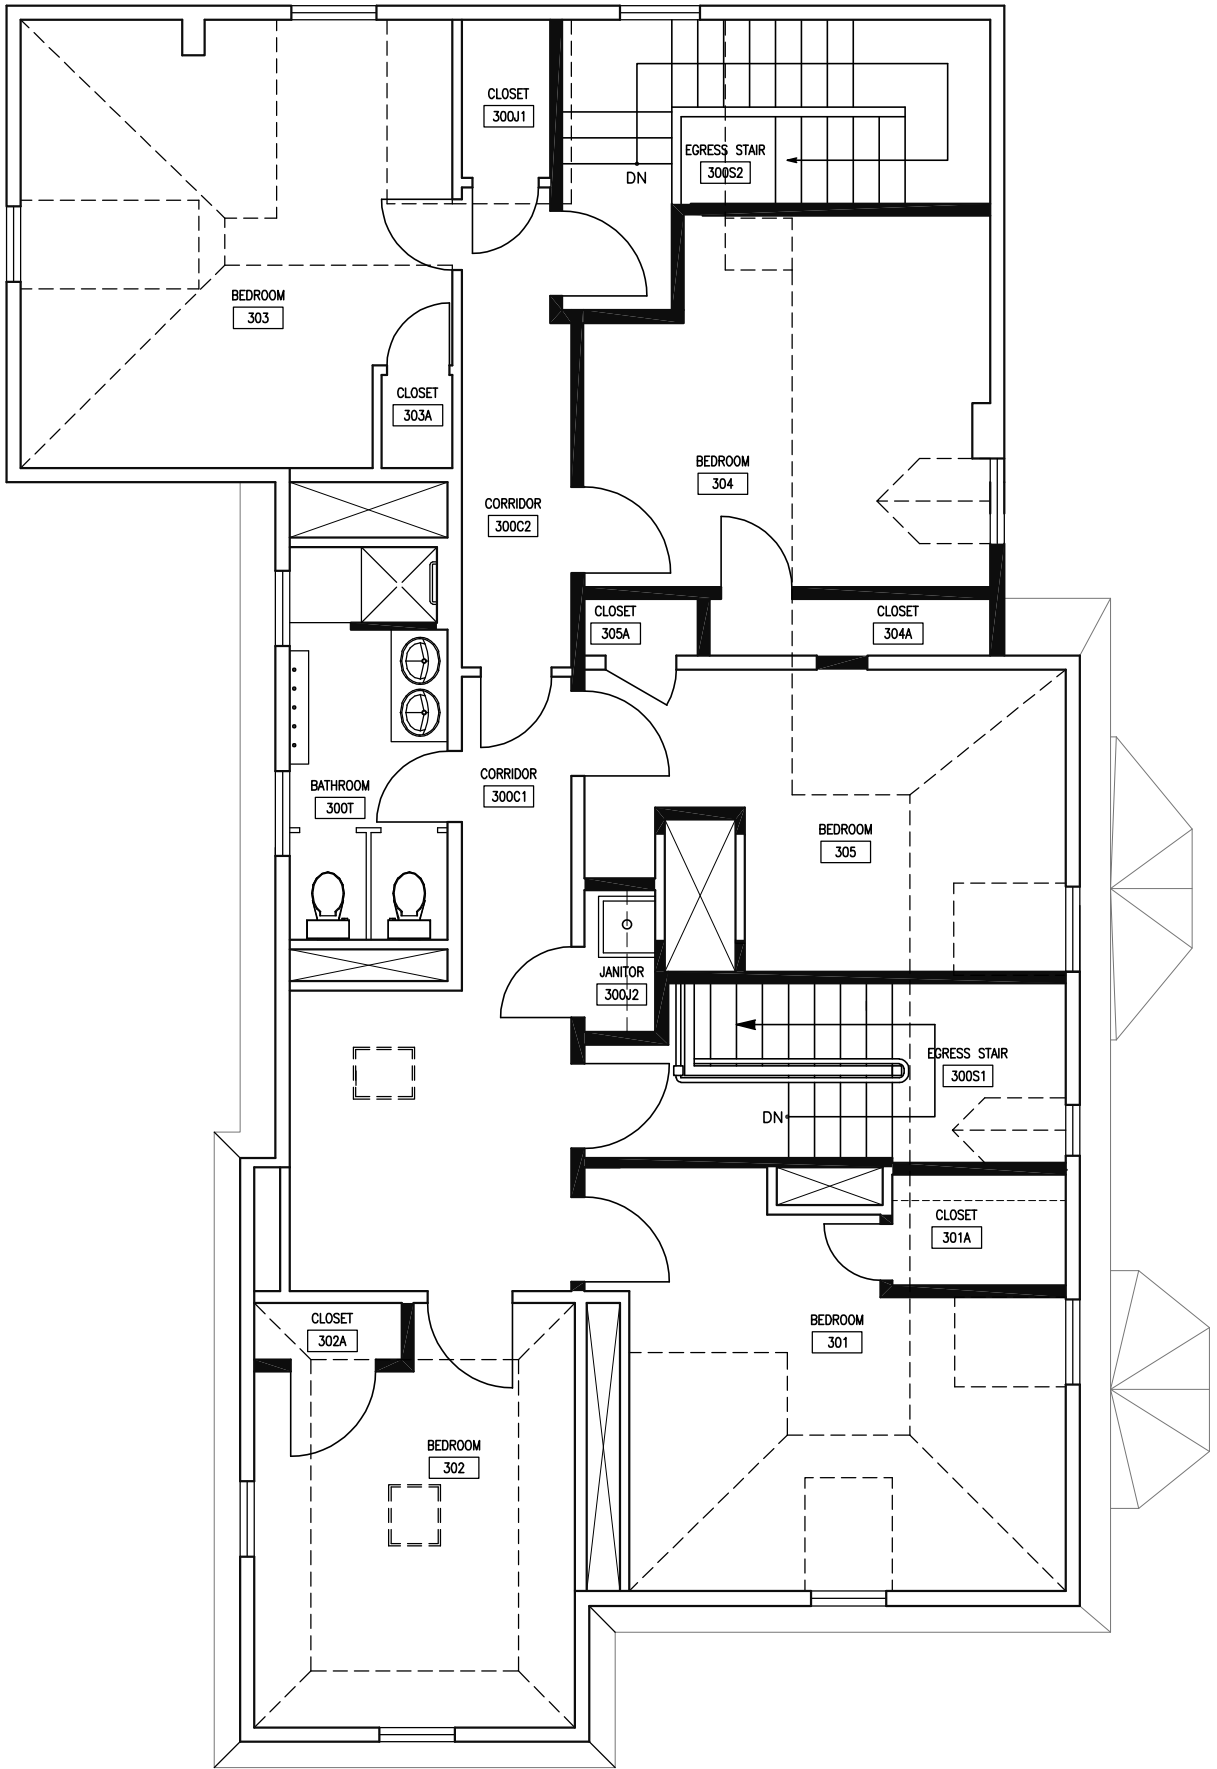 CLOSET
300J1
EGRESS STAIR
300S2
DN
BEDROOM
303
CLOSET
303A
BEDROOM
304
CORRIDOR
300C2
CLOSET
305A
CLOSET
304A
BATHROOM
300T
CORRIDOR
300C1
BEDROOM
305
JANITOR
300J2
EGRESS STAIR
300S1
DN
CLOSET
301A
CLOSET
302A
BEDROOM
301
BEDROOM
302